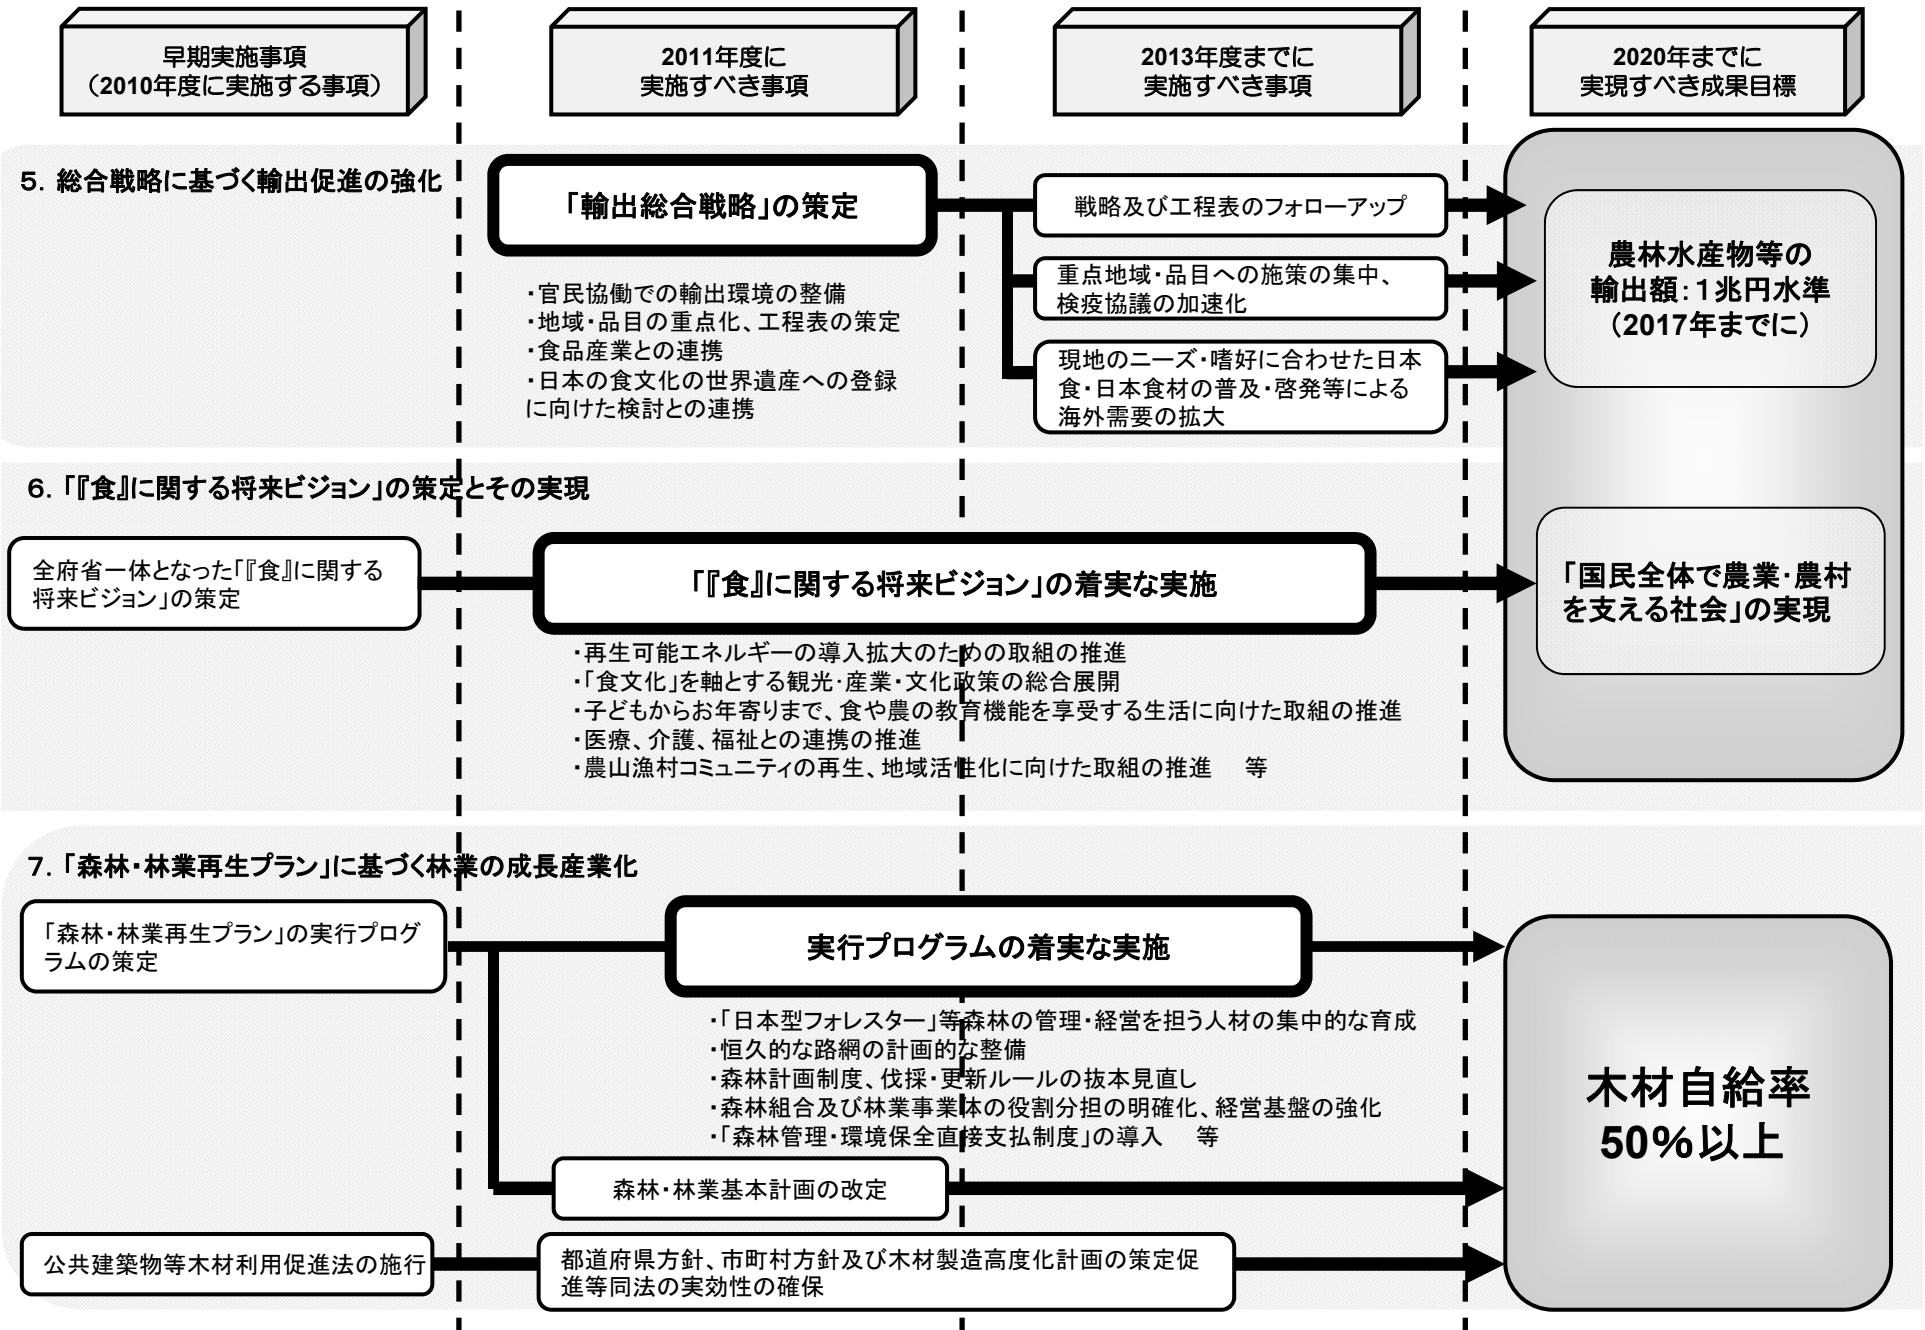 早期実施事項
（2010年度に実施する事項）
2011年度に
実施すべき事項
2013年度までに
実施すべき事項
2020年までに
実現すべき成果目標
５．総合戦略に基づく輸出促進の強化
「輸出総合戦略」の策定
・官民協働での輸出環境の整備
・地域・品目の重点化、工程表の策定
・食品産業との連携
・日本の食文化の世界遺産への登録
に向けた検討との連携
戦略及び工程表のフォローアップ
重点地域・品目への施策の集中、
検疫協議の加速化
現地のニーズ・嗜好に合わせた日本
食・日本食材の普及・啓発等による
海外需要の拡大
農林水産物等の
輸出額：１兆円水準
（2017年までに）
６．「『食』に関する将来ビジョン」の策定とその実現
全府省一体となった「『食』に関する
将来ビジョン」の策定
「『食』に関する将来ビジョン」の着実な実施
・再生可能エネルギーの導入拡大のための取組の推進
・「食文化」を軸とする観光・産業・文化政策の総合展開
・子どもからお年寄りまで、食や農の教育機能を享受する生活に向けた取組の推進
・医療、介護、福祉との連携の推進
・農山漁村コミュニティの再生、地域活性化に向けた取組の推進　等
「国民全体で農業・農村
を支える社会」の実現
７．「森林・林業再生プラン」に基づく林業の成長産業化
「森林・林業再生プラン」の実行プログ
ラムの策定
実行プログラムの着実な実施
・「日本型フォレスター」等森林の管理・経営を担う人材の集中的な育成
・恒久的な路網の計画的な整備
・森林計画制度、伐採・更新ルールの抜本見直し
・森林組合及び林業事業体の役割分担の明確化、経営基盤の強化
・「森林管理・環境保全直接支払制度」の導入　等
森林・林業基本計画の改定
公共建築物等木材利用促進法の施行
都道府県方針、市町村方針及び木材製造高度化計画の策定促
進等同法の実効性の確保
木材自給率
50％以上